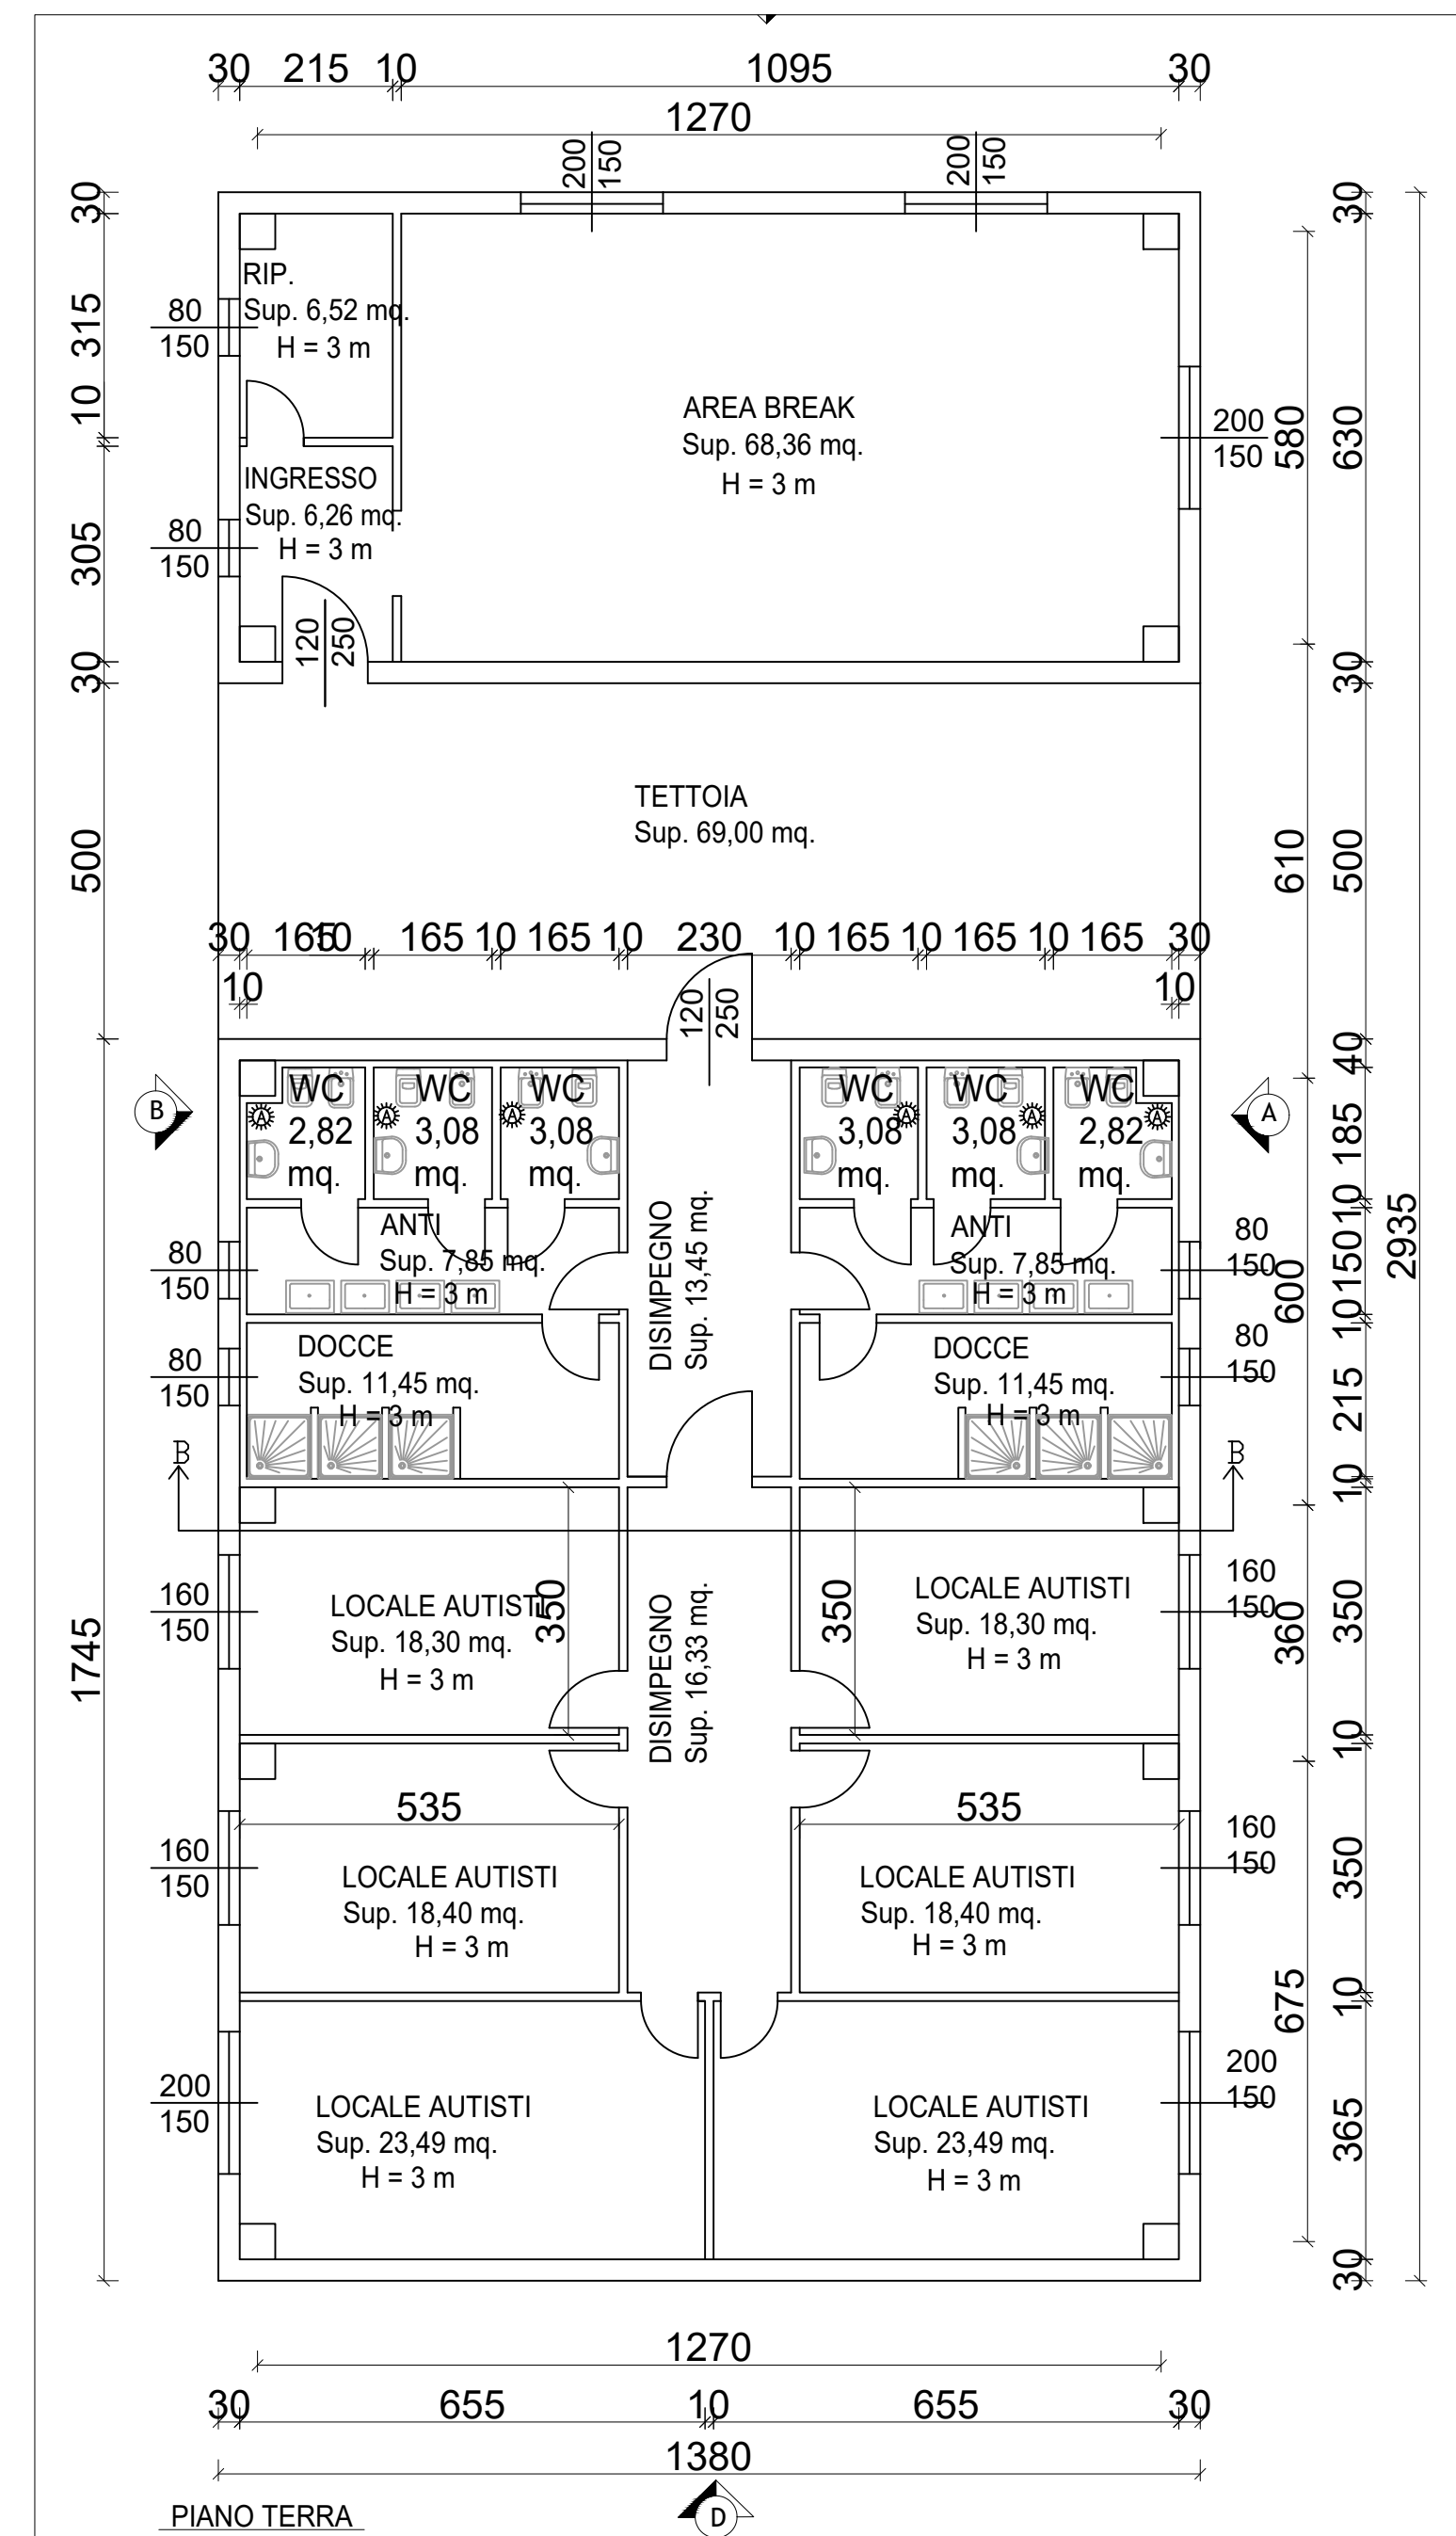 30 215 10 1095 30
1270
200 150
200 150
30
315
10
305
30
500
1745
30
630
30
500
40
185
10
150
10
215
10
350
10
350
10
365
30
580
610
600
360
675
2935
RIP.
Sup. 6,52 mq.
H = 3 m
80
150
AREA BREAK
Sup. 68,36 mq.
H = 3 m
200
150
INGRESSO
Sup. 6,26 mq.
H = 3 m
80
150
120 250
TETTOIA
Sup. 69,00 mq.
30 165 10 165 10 165 10 230 10 165 10 165 10 165 30
10 10
120 250
B
A
WC
2,82
mq.
A
WC
3,08
mq.
A
WC
3,08
mq.
A
WC
3,08
mq.
A
WC
3,08
mq.
A
WC
2,82
mq.
A
ANTI
Sup. 7,85 mq.
H = 3 m
80
150
DISIMPEGNO
Sup. 13,45 mq.
ANTI
Sup. 7,85 mq.
H = 3 m
80
150
DOCCE
Sup. 11,45 mq.
H = 3 m
80
150
DOCCE
Sup. 11,45 mq.
H = 3 m
80
150
B B
LOCALE AUTISTI
Sup. 18,30 mq.
H = 3 m
160
150
350
DISIMPEGNO
Sup. 16,33 mq.
350
LOCALE AUTISTI
Sup. 18,30 mq.
H = 3 m
160
150
535 535
LOCALE AUTISTI
Sup. 18,40 mq.
H = 3 m
160
150
LOCALE AUTISTI
Sup. 18,40 mq.
H = 3 m
160
150
LOCALE AUTISTI
Sup. 23,49 mq.
H = 3 m
200
150
LOCALE AUTISTI
Sup. 23,49 mq.
H = 3 m
200
150
1270
30 655 10 655 30
1380
PIANO TERRA
D